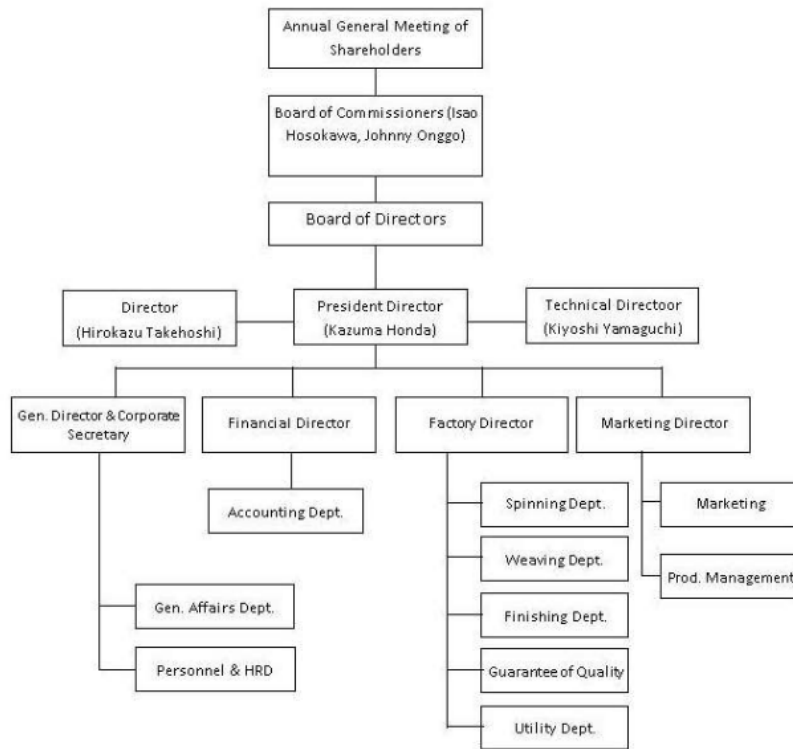 Annual General Meeting of
Shareholders
Board of Commissioners (Isao
Hosokawa, Johnny Onggo)
Board of Directors
Director
(Hirokazu Takehoshi)
President Director
(Kazuma Honda)
Technical Directoor
(Kiyoshi Yamaguchi)
Gen. Director & Corporate
Secretary
Financial Director
Factory Director
Marketing Director
Accounting Dept.
Spinning Dept.
Marketing
Weaving Dept.
Prod. Management
Gen. Affairs Dept.
Finishing Dept.
Personnel & HRD
Guarantee of Quality
Utility Dept.